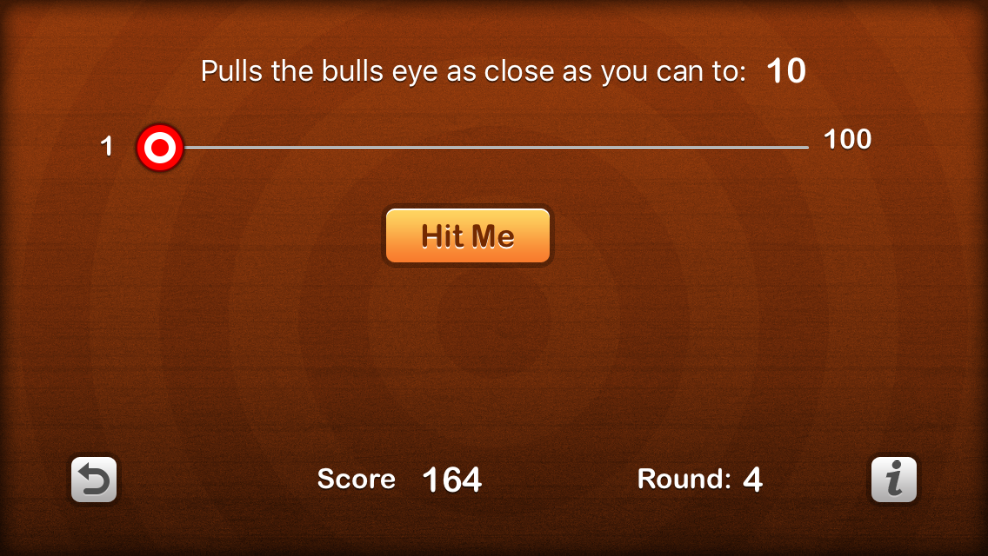 Pulls the bulls eye as close as you can to: 10
1 100
Hit Me
Score 164 Round: 4
i